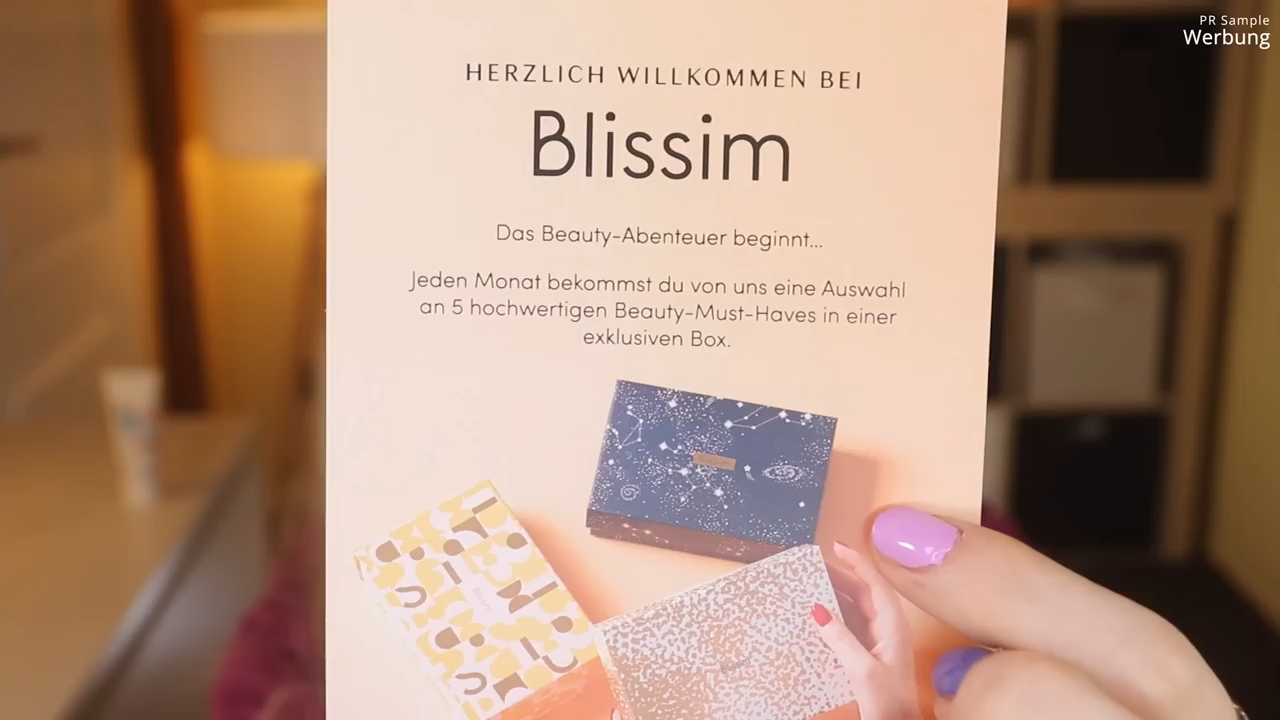 PR Sample
Werbung
HERZLICH WILLKOMMEN BEI
Blissim
Das Beauty-Abenteuer beginnt...
Jeden Monat bekommst du von uns eine Auswahl
an 5 hochwertigen Beauty-Must-Haves in einer
exklusiven Box.